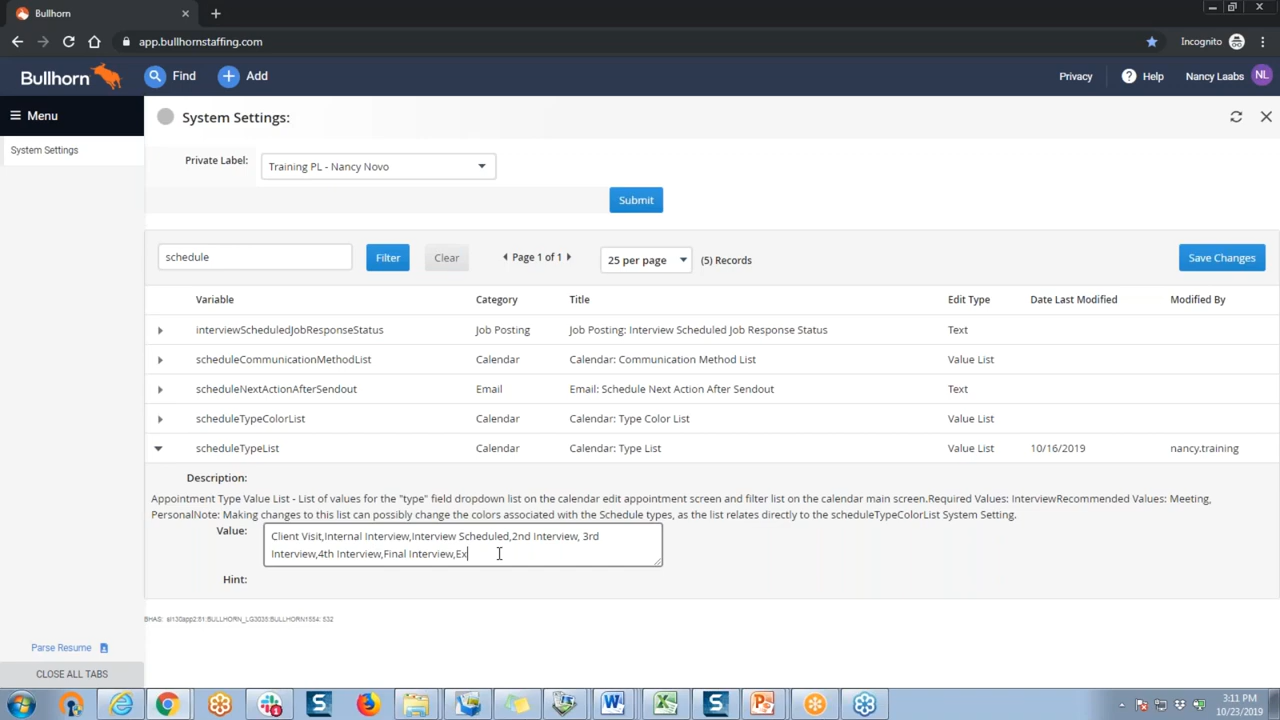 Bullhorn
app.bullhornstaffing.com
Incognito
Bullhorn
Find
Add
Privacy
Help
Nancy Laabs
NL
Menu
System Settings:
System Settings
Private Label:
Training PL - Nancy Novo
Submit
schedule
Filter
Clear
Page 1 of 1
25 per page
(5) Records
Save Changes
Variable Category Title Edit Type Date Last Modified Modified By
interviewScheduledJobResponseStatus Job Posting Job Posting: Interview Scheduled Job Response Status Text
scheduleCommunicationMethodList Calendar Calendar: Communication Method List Value List
scheduleNextActionAfterSendout Email Email: Schedule Next Action After Sendout Text
scheduleTypeColorList Calendar Calendar: Type Color List Value List
scheduleTypeList Calendar Calendar: Type List Value List 10/16/2019 nancy.training
Description:
Appointment Type Value List - List of values for the "type" field dropdown list on the calendar edit appointment screen and filter list on the calendar main screen.Required Values: InterviewRecommended Values: Meeting,
PersonalNote: Making changes to this list can possibly change the colors associated with the Schedule types, as the list relates directly to the scheduleTypeColorList System Setting.
Value:
Client Visit,Internal Interview,Interview Scheduled,2nd Interview, 3rd
Interview,4th Interview,Final Interview,Ex
Hint:
Parse Resume
CLOSE ALL TABS
3:11 PM
10/23/2019